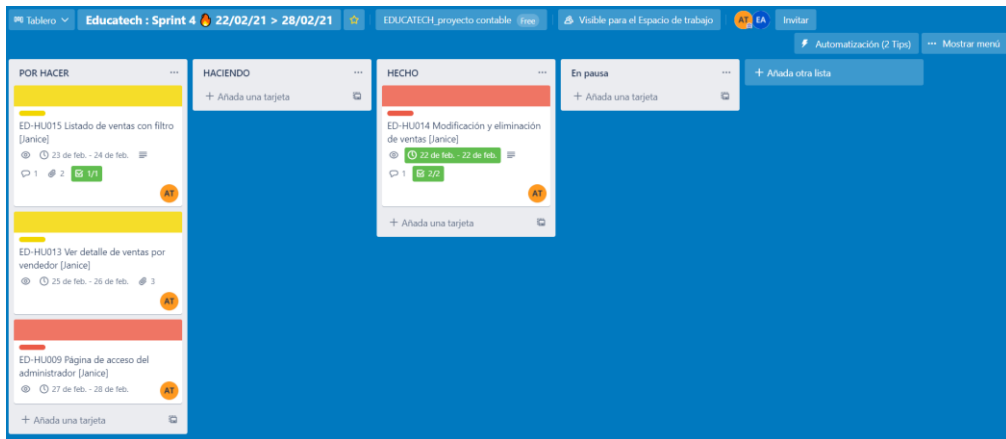 Tablero
Educatech : Sprint 4 🔥 22/02/21 > 28/02/21
EDUCATECH_proyecto contable Free
Visible para el Espacio de trabajo
AT EA
Invitar
Automatización (2 Tips)
Mostrar menú
POR HACER
ED-HU015 Listado de ventas con filtro
[Janice]
23 de feb. - 24 de feb.
1 2 1/1
AT
ED-HU013 Ver detalle de ventas por
vendedor [Janice]
25 de feb. - 26 de feb. 3
AT
ED-HU009 Página de acceso del
administrador [Janice]
27 de feb. - 28 de feb.
AT
+ Añada una tarjeta
HACIENDO
+ Añada una tarjeta
HECHO
ED-HU014 Modificación y eliminación
de ventas [Janice]
22 de feb. - 22 de feb.
1 2/2
AT
+ Añada una tarjeta
En pausa
+ Añada una tarjeta
+ Añada otra lista